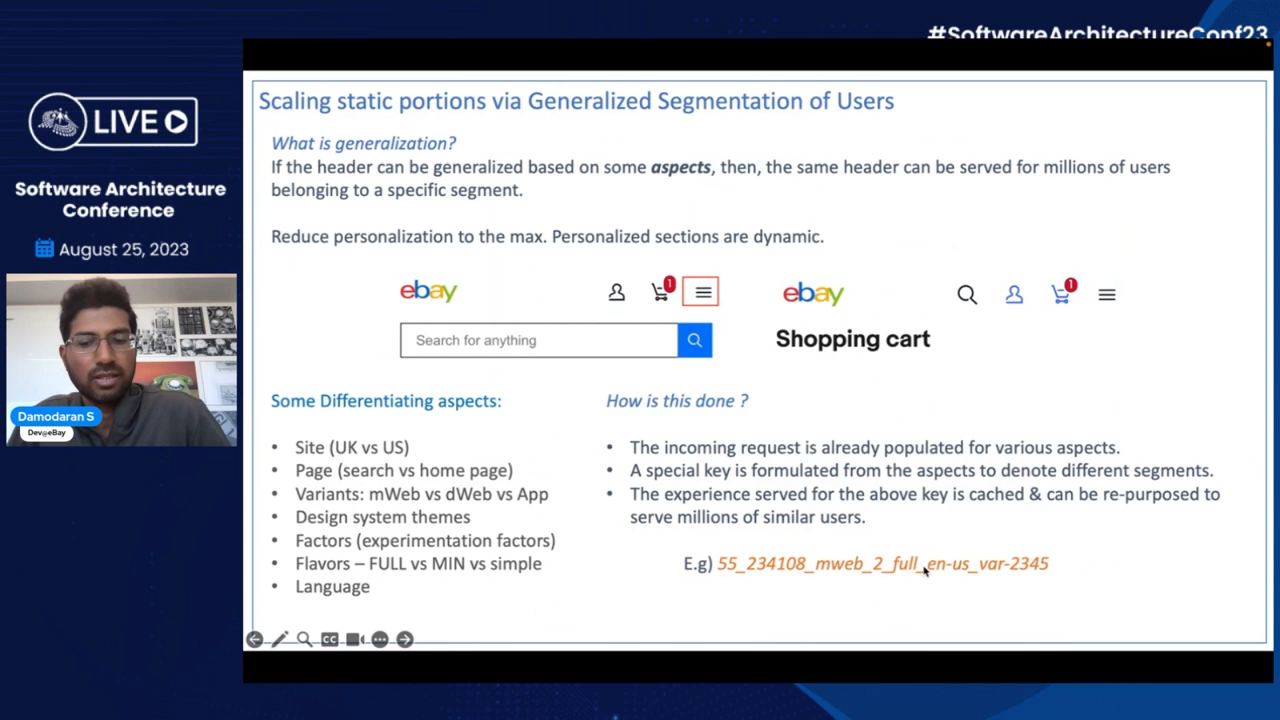 #SoftwareArchitectureConf23
LIVE
Software Architecture
Conference
August 25, 2023
Damodaran S
Dev@eBay
Scaling static portions via Generalized Segmentation of Users
What is generalization?
If the header can be generalized based on some aspects, then, the same header can be served for millions of users
belonging to a specific segment.
Reduce personalization to the max. Personalized sections are dynamic.
ebay
1
Search for anything
ebay
1
Shopping cart
Some Differentiating aspects:
• Site (UK vs US)
• Page (search vs home page)
• Variants: mWeb vs dWeb vs App
• Design system themes
• Factors (experimentation factors)
• Flavors – FULL vs MIN vs simple
• Language
How is this done ?
• The incoming request is already populated for various aspects.
• A special key is formulated from the aspects to denote different segments.
• The experience served for the above key is cached & can be re-purposed to
serve millions of similar users.
E.g) 55_234108_mweb_2_full_en-us_var-2345
CC